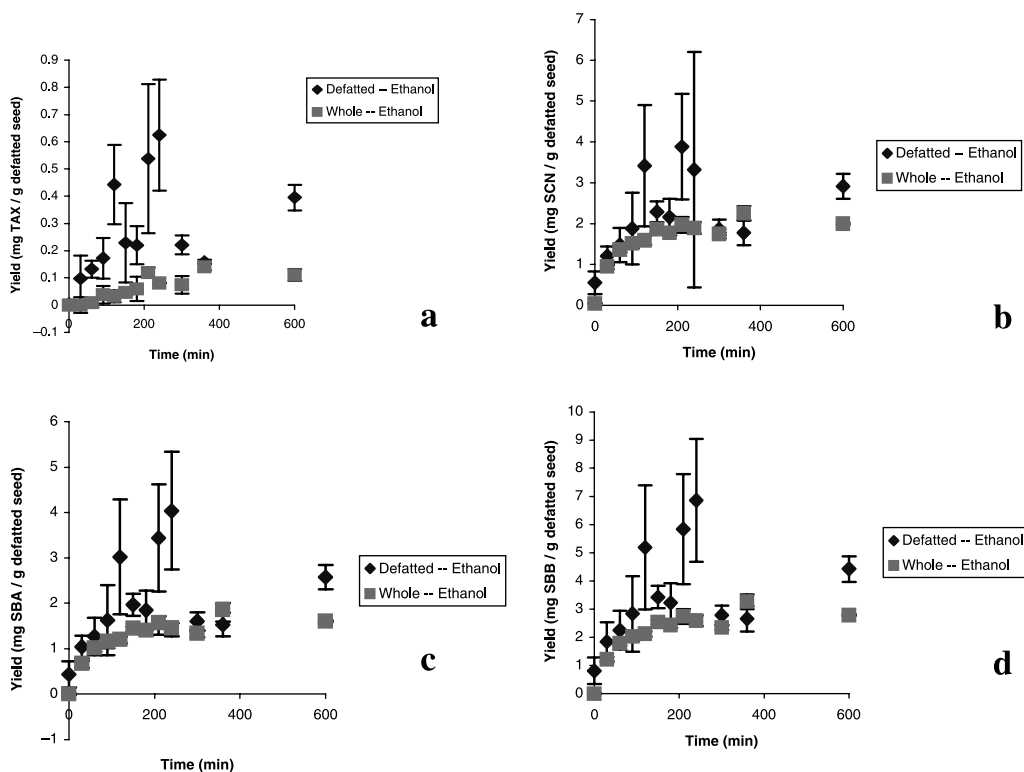 Yield (mg TAX / g defatted seed)
0.9
0.8
0.7
0.6
0.5
0.4
0.3
0.2
0.1
0
–0.1
0
200
400
600
Time (min)
Defatted – Ethanol
Whole -- Ethanol
a
Yield (mg SCN / g defatted seed)
7
6
5
4
3
2
1
0
0
200
400
600
Time (min)
Defatted – Ethanol
Whole -- Ethanol
b
Yield (mg SBA / g defatted seed)
6
5
4
3
2
1
0
–1
0
200
400
600
Time (min)
Defatted -- Ethanol
Whole -- Ethanol
c
Yield (mg SBB / g defatted seed)
10
9
8
7
6
5
4
3
2
1
0
0
200
400
600
Time (min)
Defatted -- Ethanol
Whole -- Ethanol
d